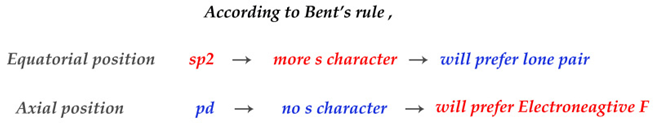 According to Bent's rule ,
Equatorial position sp2 → more s character → will prefer lone pair
Axial position pd → no s character → will prefer Electroneagtive F